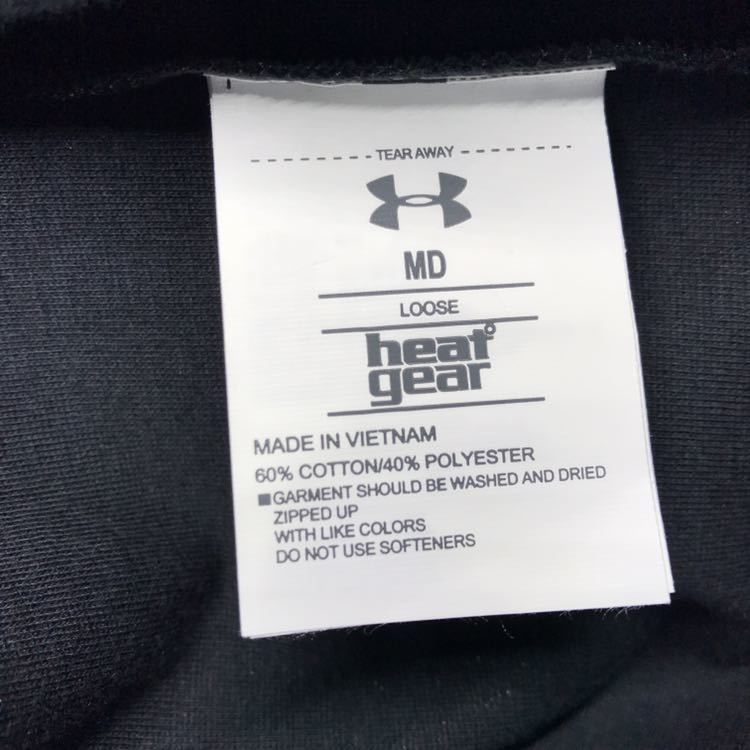 TEAR AWAY
MD
LOOSE
heat
gear
MADE IN VIETNAM
60% COTTON/40% POLYESTER
■GARMENT SHOULD BE WASHED AND DRIED
ZIPPED UP
WITH LIKE COLORS
DO NOT USE SOFTENERS